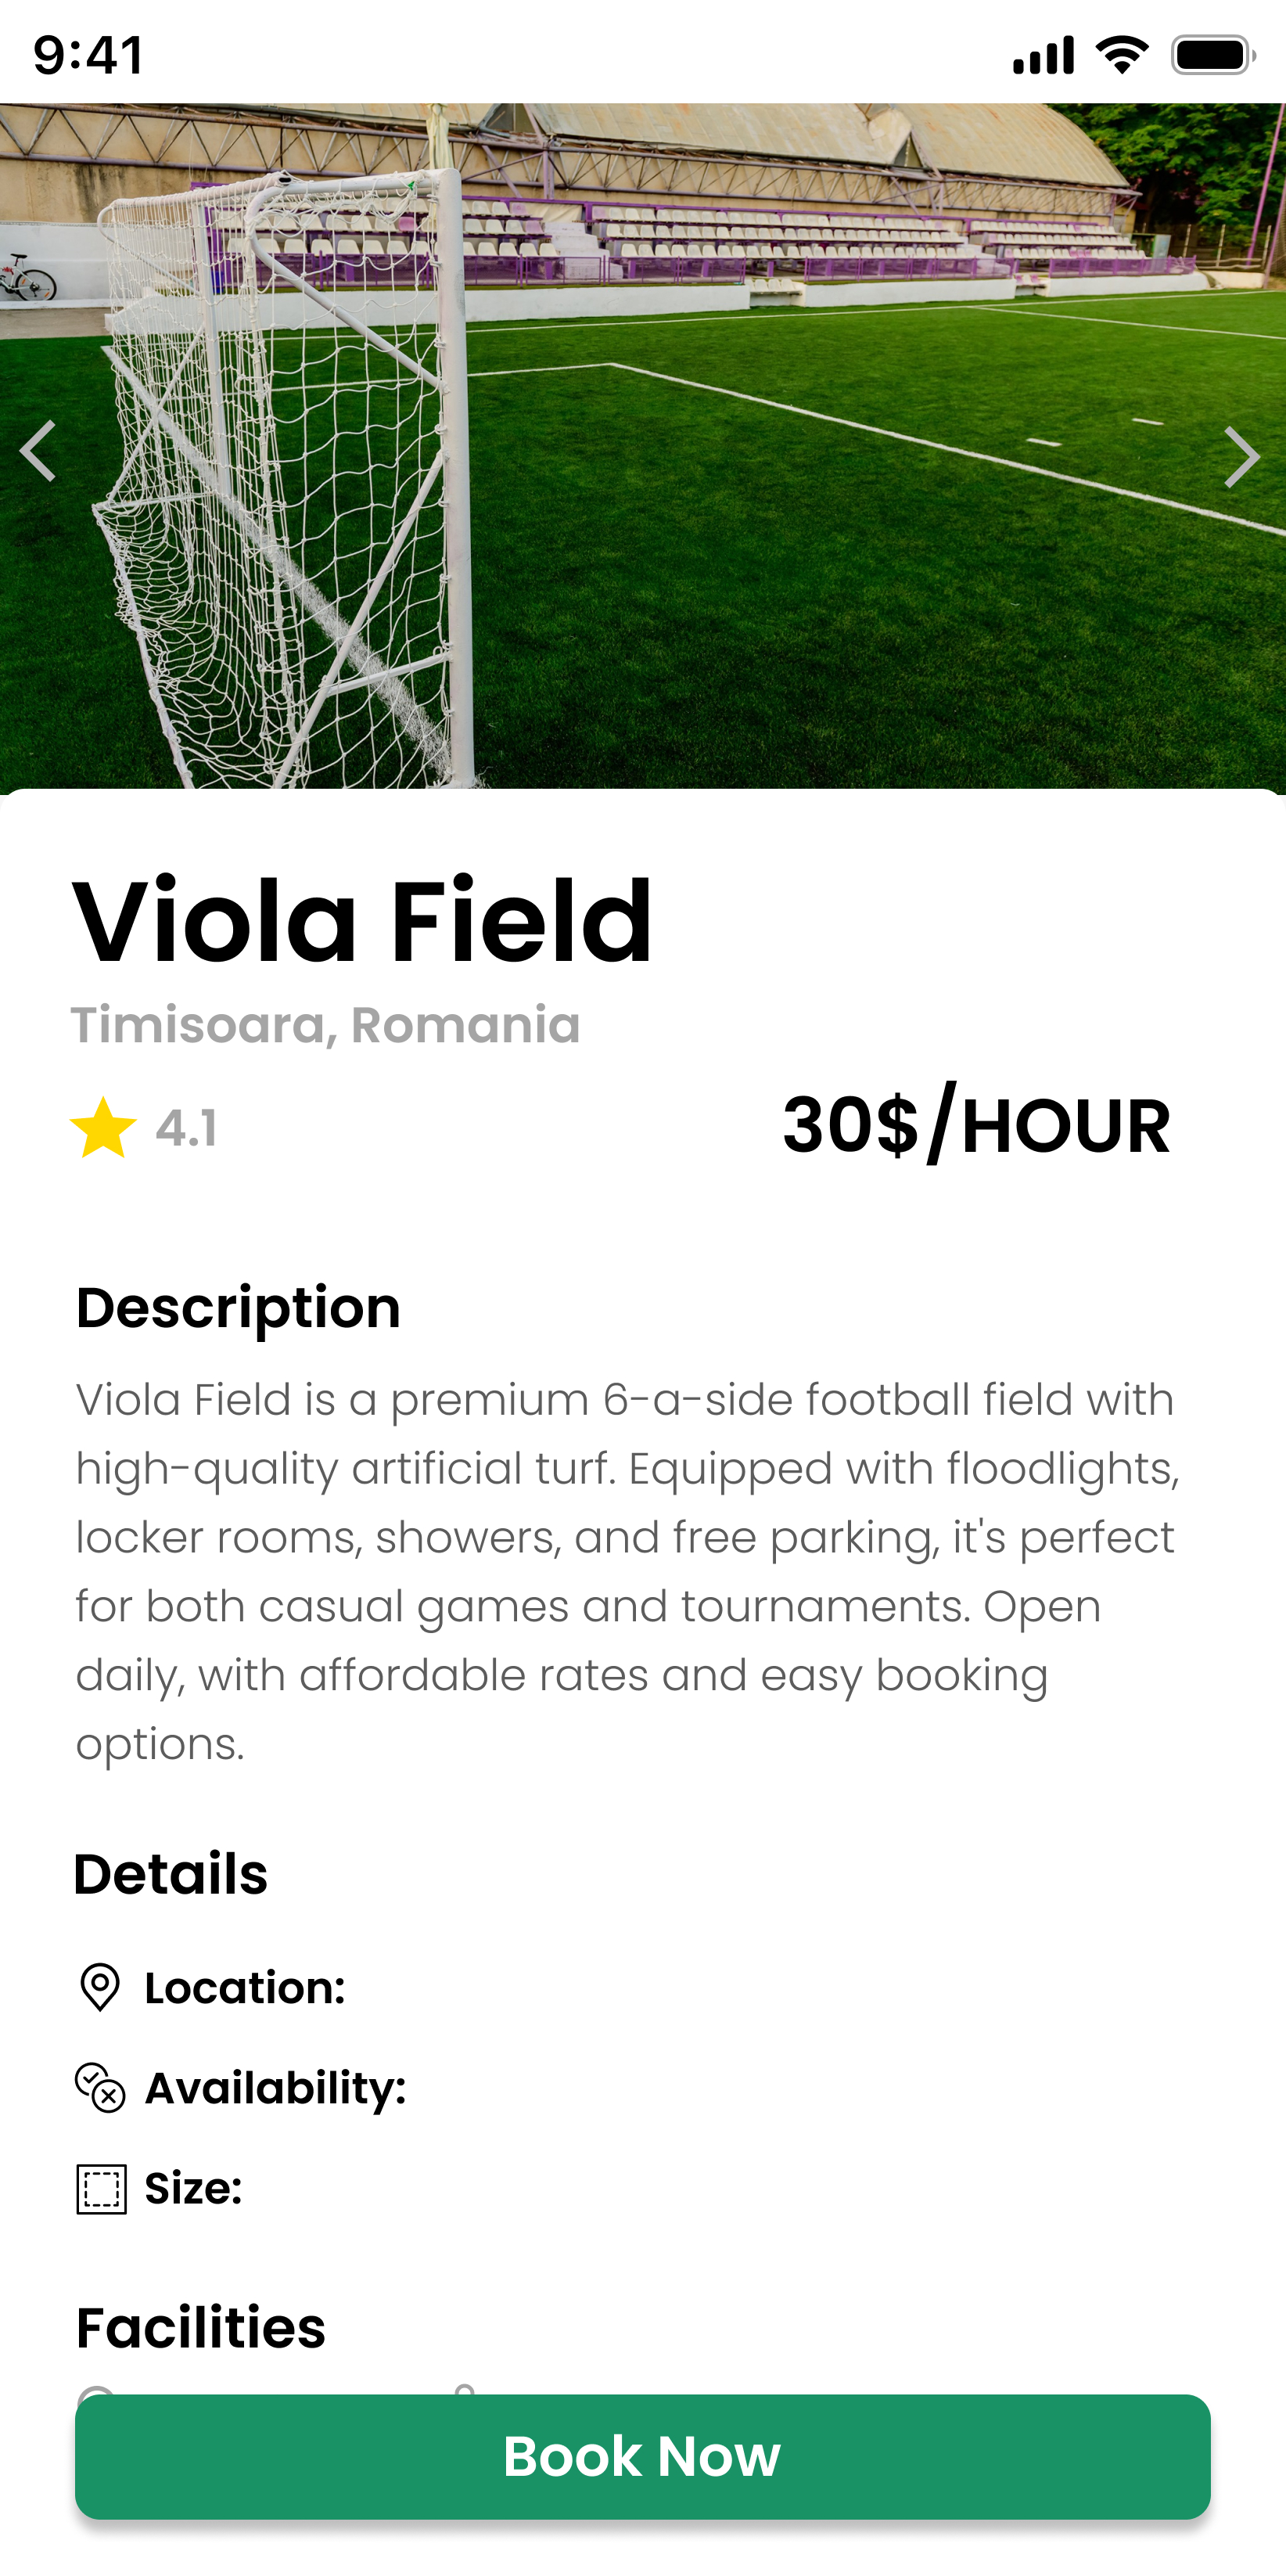 9:41
Viola Field
Timisoara, Romania
4.1
30$/HOUR
Description
Viola Field is a premium 6-a-side football field with
high-quality artificial turf. Equipped with floodlights,
locker rooms, showers, and free parking, it's perfect
for both casual games and tournaments. Open
daily, with affordable rates and easy booking
options.
Details
Location:
Availability:
Size:
Facilities
Book Now